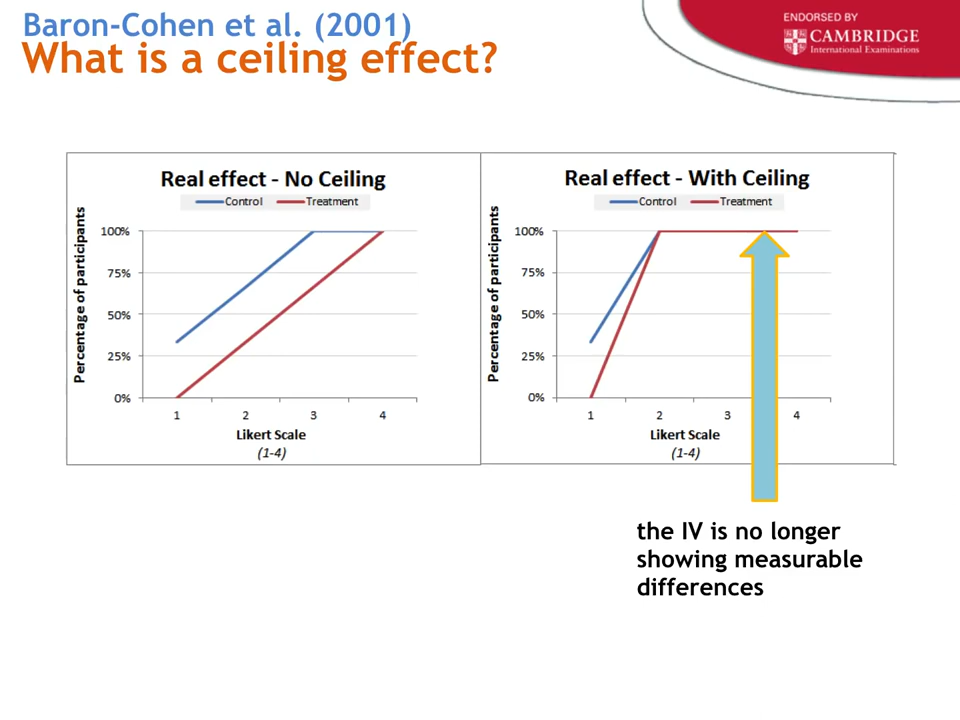 Baron-Cohen et al. (2001)
What is a ceiling effect?
ENDORSED BY
CAMBRIDGE
International Examinations
Real effect - No Ceiling
Control Treatment
Percentage of participants
100%
75%
50%
25%
0%
1 2 3 4
Likert Scale
(1-4)
Real effect - With Ceiling
Control Treatment
Percentage of participants
100%
75%
50%
25%
0%
1 2 3 4
Likert Scale
(1-4)
the IV is no longer
showing measurable
differences